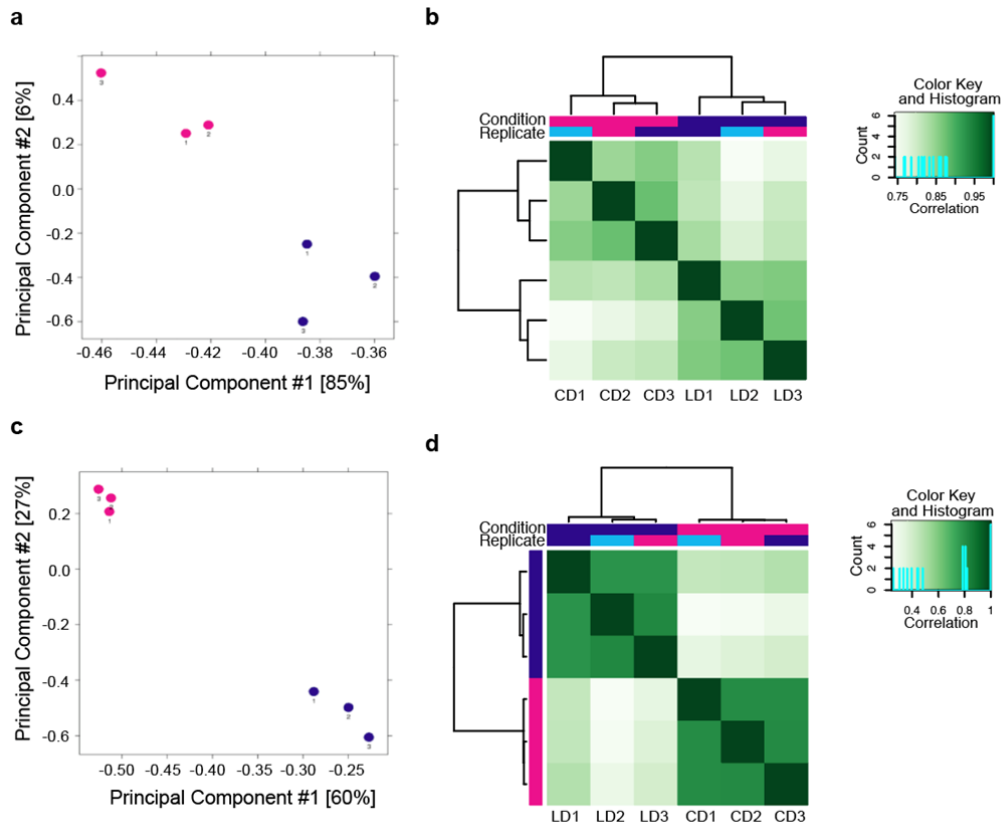 a
Principal Component #2 [6%]
0.4
0.2
0.0
-0.2
-0.4
-0.6
3
1
2
1
2
3
-0.46 -0.44 -0.42 -0.40 -0.38 -0.36
Principal Component #1 [85%]
b
Condition
Replicate
CD1 CD2 CD3 LD1 LD2 LD3
Color Key
and Histogram
Count
0 2 4 6
0.75 0.85 0.95
Correlation
c
Principal Component #2 [27%]
0.2
0.0
-0.2
-0.4
-0.6
3
1
1
2
3
-0.50 -0.45 -0.40 -0.35 -0.30 -0.25
Principal Component #1 [60%]
d
Condition
Replicate
LD1 LD2 LD3 CD1 CD2 CD3
Color Key
and Histogram
Count
0 2 4 6
0.4 0.6 0.8 1
Correlation